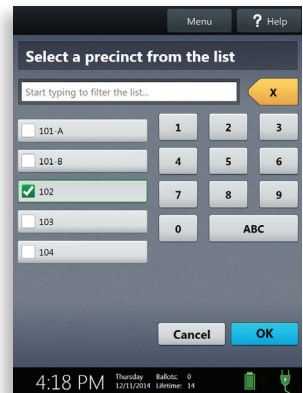 Menu ? Help
Select a precinct from the list
Start typing to filter the list...
X
101-A
101-B
102
103
104
1 2 3
4 5 6
7 8 9
0 ABC
Cancel OK
4:18 PM
Thursday
12/11/2014
Ballots: 0
Lifetime: 14